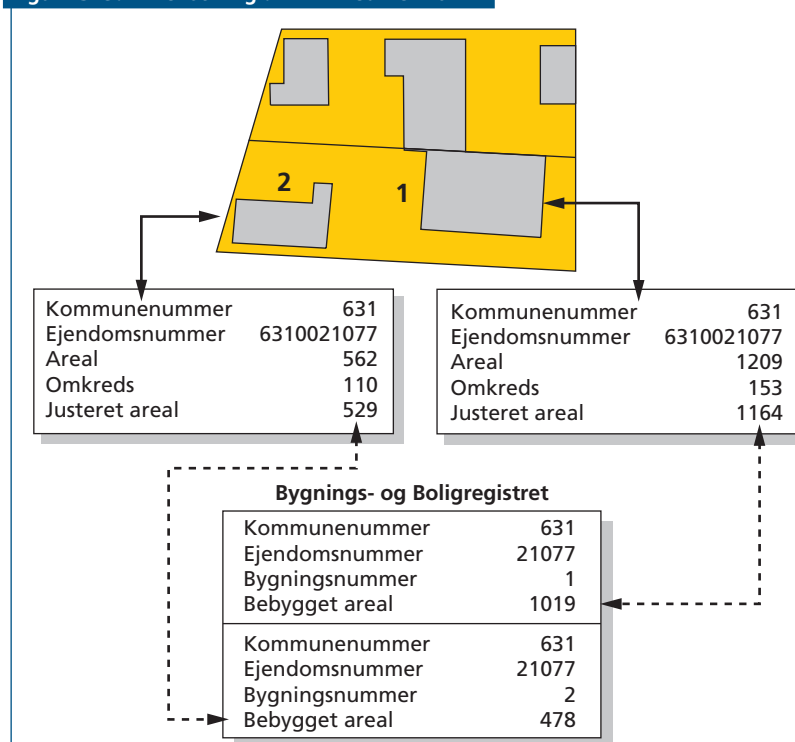 2
1
Kommunenummer 631
Ejendomsnummer 6310021077
Areal 562
Omkreds 110
Justeret areal 529
Kommunenummer 631
Ejendomsnummer 6310021077
Areal 1209
Omkreds 153
Justeret areal 1164
Bygnings- og Boligregistret
Kommunenummer 631
Ejendomsnummer 21077
Bygningsnummer 1
Bebygget areal 1019
Kommunenummer 631
Ejendomsnummer 21077
Bygningsnummer 2
Bebygget areal 478